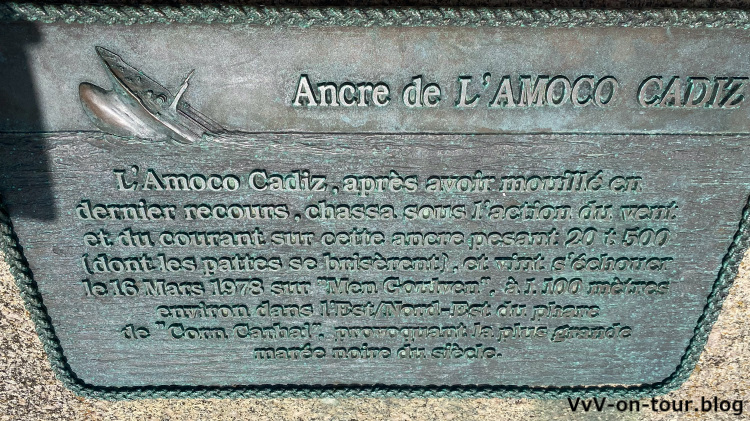 Ancre de L'AMOCO CADIZ
L'Amoco Cadiz, après avoir mouillé en
dernier recours, chassa sous l'action du vent
et du courant sur cette ancre pesant 20 t 500
(dont les pattes se brisèrent), et vint s'échouer
le 16 Mars 1978 sur "Men Goulven", à 1.100 mètres
environ dans l'Est/Nord-Est du phare
de "Corn Carhai", provoquant la plus grande
marée noire du siècle.
VvV-on-tour.blog